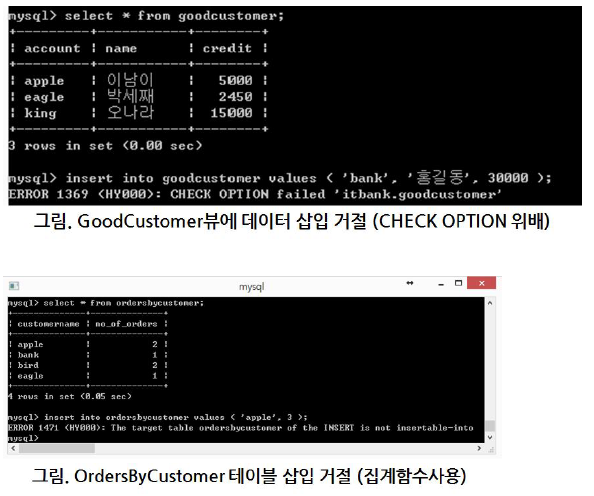 mysql> select * from goodcustomer;
+---------+-----------+--------+
| account | name | credit |
+---------+-----------+--------+
| apple | 이남이 | 5000 |
| eagle | 박세째 | 2450 |
| king | 오나라 | 15000 |
+---------+-----------+--------+
3 rows in set (0.00 sec)
mysql> insert into goodcustomer values ( 'bank', '홍길동', 30000 );
ERROR 1369 (HY000): CHECK OPTION failed 'itbank.goodcustomer'
그림. GoodCustomer뷰에 데이터 삽입 거절 (CHECK OPTION 위배)
mysql
mysql> select * from ordersbycustomer;
+--------------+--------------+
| customername | no_of_orders |
+--------------+--------------+
| apple | 2 |
| bank | 1 |
| bird | 2 |
| eagle | 1 |
+--------------+--------------+
4 rows in set (0.05 sec)
mysql> insert into ordersbycustomer values ( 'apple', 3 );
ERROR 1471 (HY000): The target table ordersbycustomer of the INSERT is not insertable-into
mysql>
그림. OrdersByCustomer 테이블 삽입 거절 (집계함수사용)